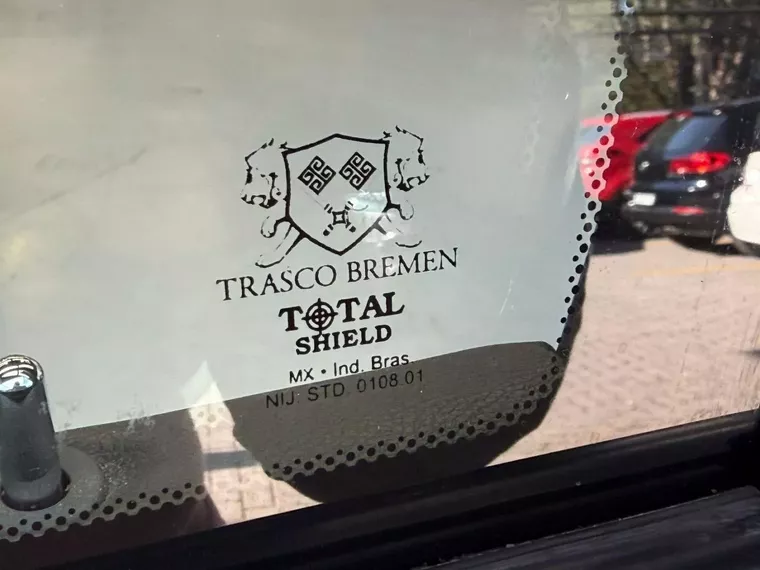 TRASCO BREMEN
TOTAL
SHIELD
MX • Ind. Bras.
NIJ: STD. 0108.01